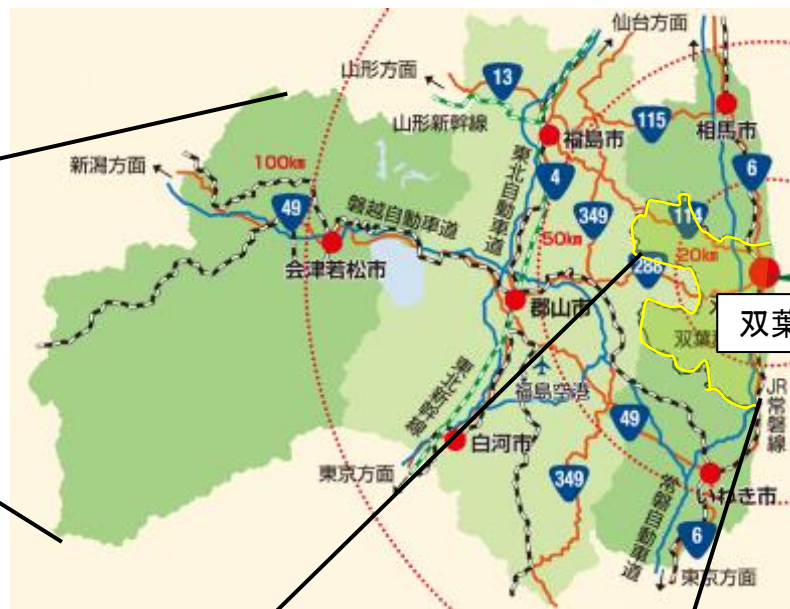 仙台方面
山形方面
13
山形新幹線
福島市
115
相馬市
新潟方面
100km
東北自動車道
4
6
49
磐越自動車道
349
114
50km
20km
会津若松市
288
郡山市
双葉
福島空港
JR常磐線
東北新幹線
49
白河市
東京方面
349
いわき市
常磐自動車道
6
東京方面